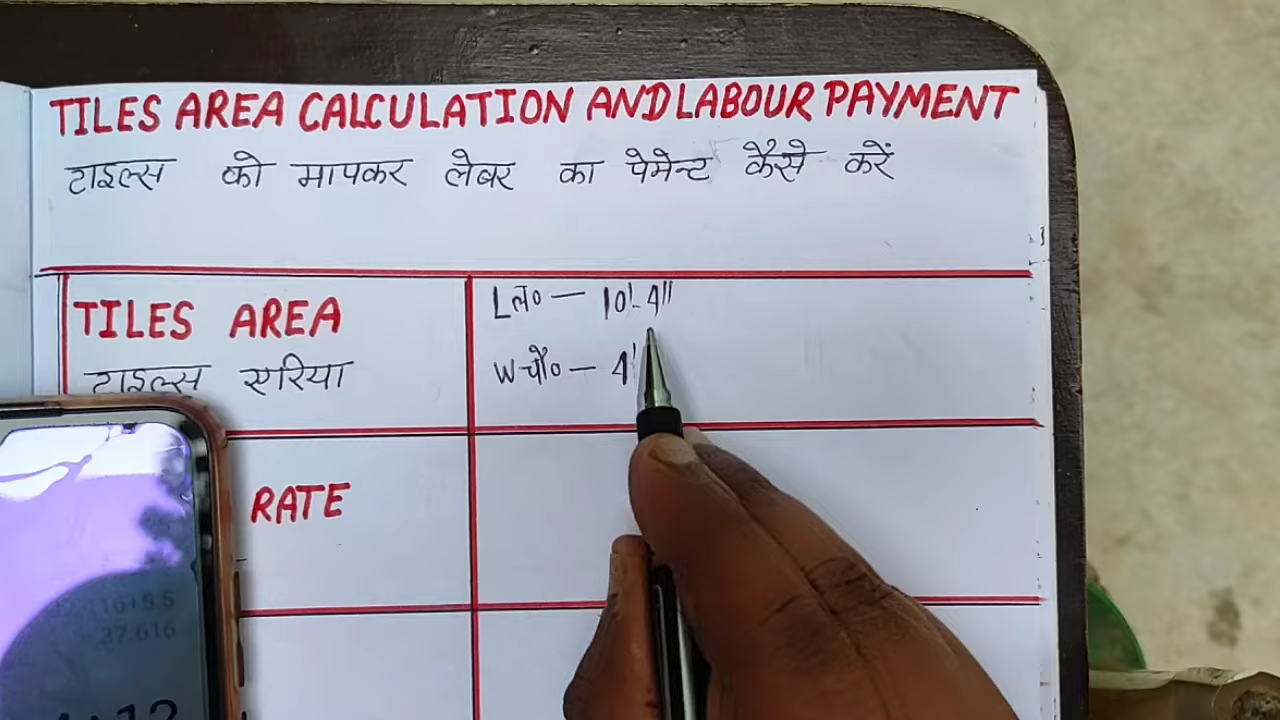 TILES AREA CALCULATION AND LABOUR PAYMENT
टाइल्स को मापकर लेबर का पेमेन्ट कैसे करें
TILES AREA
टाइल्स एरिया
L ल० — 10'-4"
W चौ० — 4'
RATE
37.616